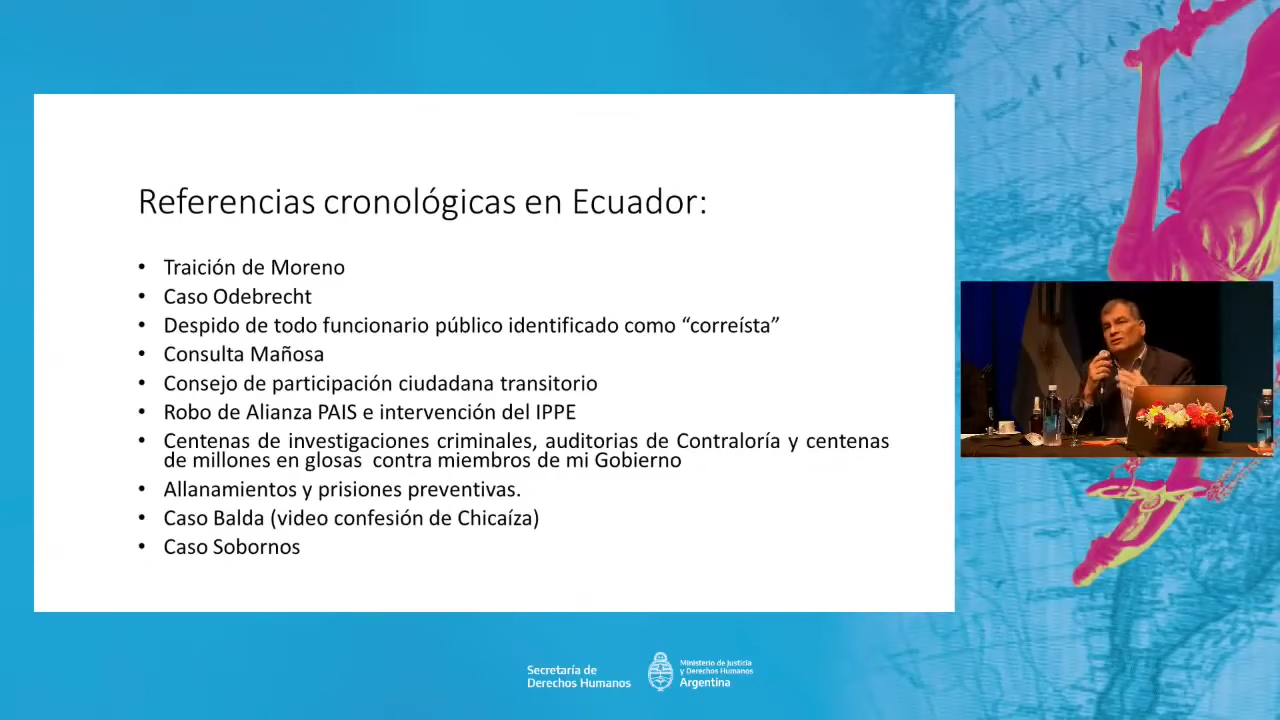 Referencias cronológicas en Ecuador:
• Traición de Moreno
• Caso Odebrecht
• Despido de todo funcionario público identificado como “correísta”
• Consulta Mañosa
• Consejo de participación ciudadana transitorio
• Robo de Alianza PAIS e intervención del IPPE
• Centenas de investigaciones criminales, auditorias de Contraloría y centenas
de millones en glosas contra miembros de mi Gobierno
• Allanamientos y prisiones preventivas.
• Caso Balda (video confesión de Chicaíza)
• Caso Sobornos
Secretaría de
Derechos Humanos
Ministerio de Justicia
y Derechos Humanos
Argentina